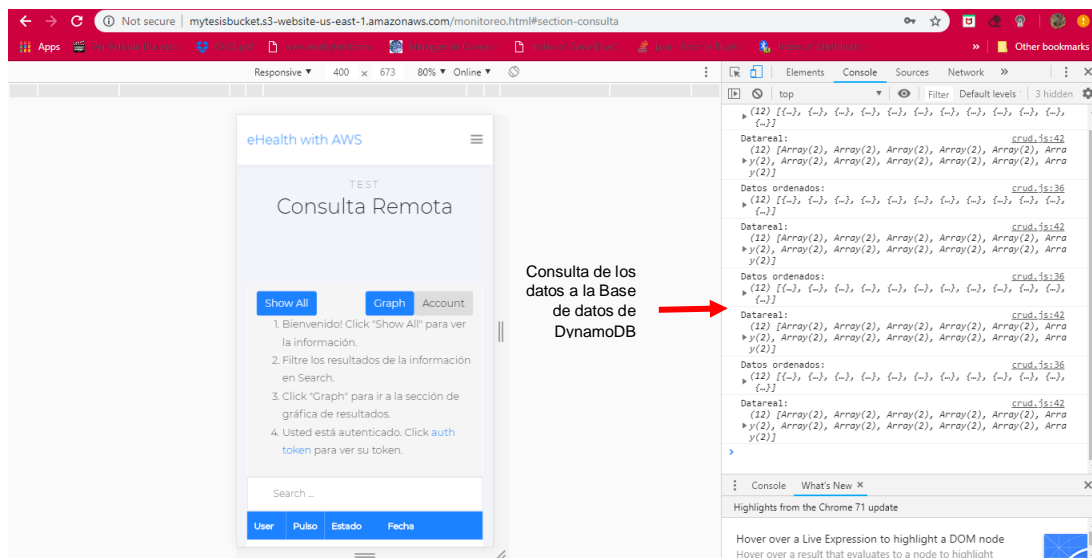 Not secure | mytesisbucket.s3-website-us-east-1.amazonaws.com/monitoreo.html#section-consulta
Apps
» Other bookmarks
Responsive ▼ 400 x 673 80% ▼ Online ▼
Elements Console Sources Network »
top ▼ Filter Default levels 3 hidden
eHealth with AWS
TEST
Consulta Remota
Show All Graph Account
1. Bienvenido! Click "Show All" para ver
la información.
2. Filtre los resultados de la información
en Search.
3. Click "Graph" para ir a la sección de
gráfica de resultados.
4. Usted está autenticado. Click auth
token para ver su token.
Search ...
User Pulso Estado Fecha
Consulta de los
datos a la Base
de datos de
DynamoDB
(12) [{…}, {…}, {…}, {…}, {…}, {…}, {…}, {…}, {…}, {…}, {…},
{…}]
Datareal: crud.js:42
(12) [Array(2), Array(2), Array(2), Array(2), Array(2), Arra
y(2), Array(2), Array(2), Array(2), Array(2), Array(2), Arra
y(2)]
Datos ordenados: crud.js:36
(12) [{…}, {…}, {…}, {…}, {…}, {…}, {…}, {…}, {…}, {…}, {…},
{…}]
Datareal: crud.js:42
(12) [Array(2), Array(2), Array(2), Array(2), Array(2), Arra
y(2), Array(2), Array(2), Array(2), Array(2), Array(2), Arra
y(2)]
Datos ordenados: crud.js:36
(12) [{…}, {…}, {…}, {…}, {…}, {…}, {…}, {…}, {…}, {…}, {…},
{…}]
Datareal: crud.js:42
(12) [Array(2), Array(2), Array(2), Array(2), Array(2), Arra
y(2), Array(2), Array(2), Array(2), Array(2), Array(2), Arra
y(2)]
Datos ordenados: crud.js:36
(12) [{…}, {…}, {…}, {…}, {…}, {…}, {…}, {…}, {…}, {…}, {…},
{…}]
Datareal: crud.js:42
(12) [Array(2), Array(2), Array(2), Array(2), Array(2), Arra
y(2), Array(2), Array(2), Array(2), Array(2), Array(2), Arra
y(2)]
Console What's New ×
Highlights from the Chrome 71 update
Hover over a Live Expression to highlight a DOM node
Hover over a result that evaluates to a node to highlight